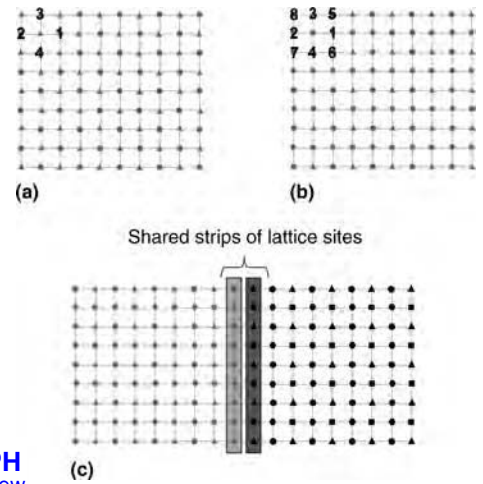 3
2 1
4
(a)
8 3 5
2 1
7 4 6
(b)
Shared strips of lattice sites
(c)
PH